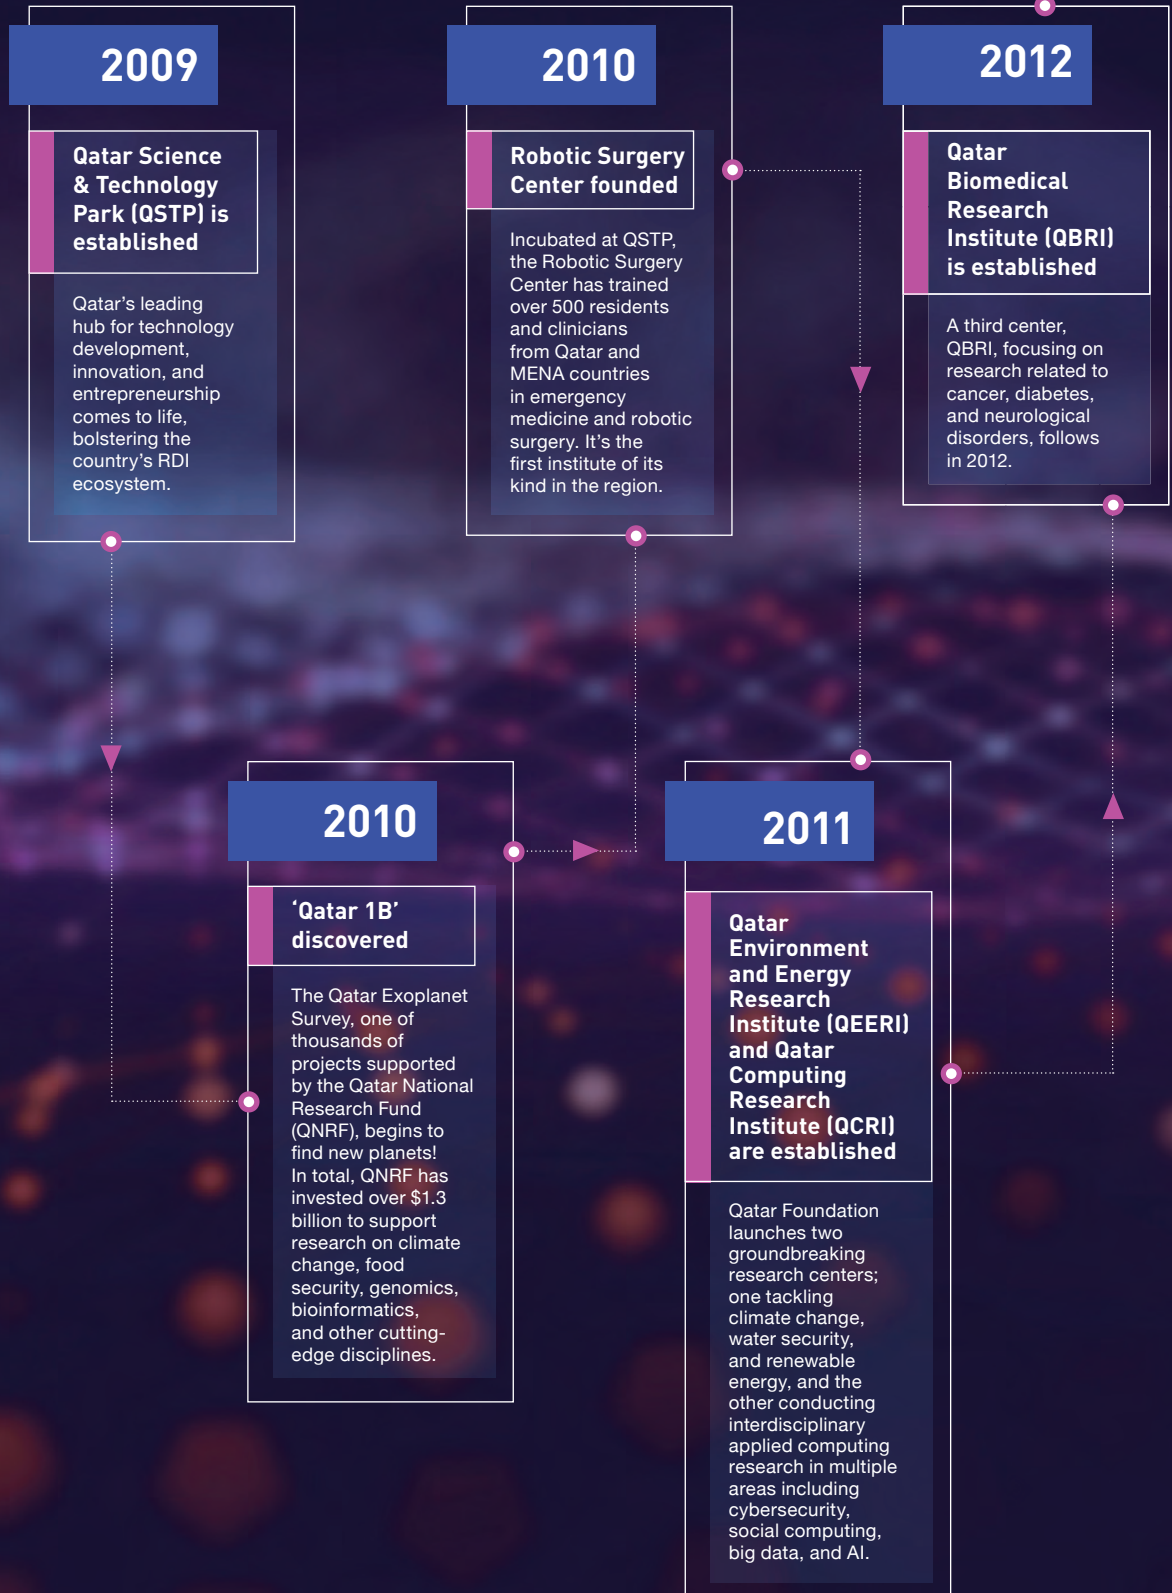 2009
Qatar Science
& Technology
Park (QSTP) is
established
Qatar’s leading
hub for technology
development,
innovation, and
entrepreneurship
comes to life,
bolstering the
country’s RDI
ecosystem.
2010
‘Qatar 1B’
discovered
The Qatar Exoplanet
Survey, one of
thousands of
projects supported
by the Qatar National
Research Fund
(QNRF), begins to
find new planets!
In total, QNRF has
invested over $1.3
billion to support
research on climate
change, food
security, genomics,
bioinformatics,
and other cutting-
edge disciplines.
2010
Robotic Surgery
Center founded
Incubated at QSTP,
the Robotic Surgery
Center has trained
over 500 residents
and clinicians
from Qatar and
MENA countries
in emergency
medicine and robotic
surgery. It’s the
first institute of its
kind in the region.
2011
Qatar
Environment
and Energy
Research
Institute (QEERI)
and Qatar
Computing
Research
Institute (QCRI)
are established
Qatar Foundation
launches two
groundbreaking
research centers;
one tackling
climate change,
water security,
and renewable
energy, and the
other conducting
interdisciplinary
applied computing
research in multiple
areas including
cybersecurity,
social computing,
big data, and AI.
2012
Qatar
Biomedical
Research
Institute (QBRI)
is established
A third center,
QBRI, focusing on
research related to
cancer, diabetes,
and neurological
disorders, follows
in 2012.